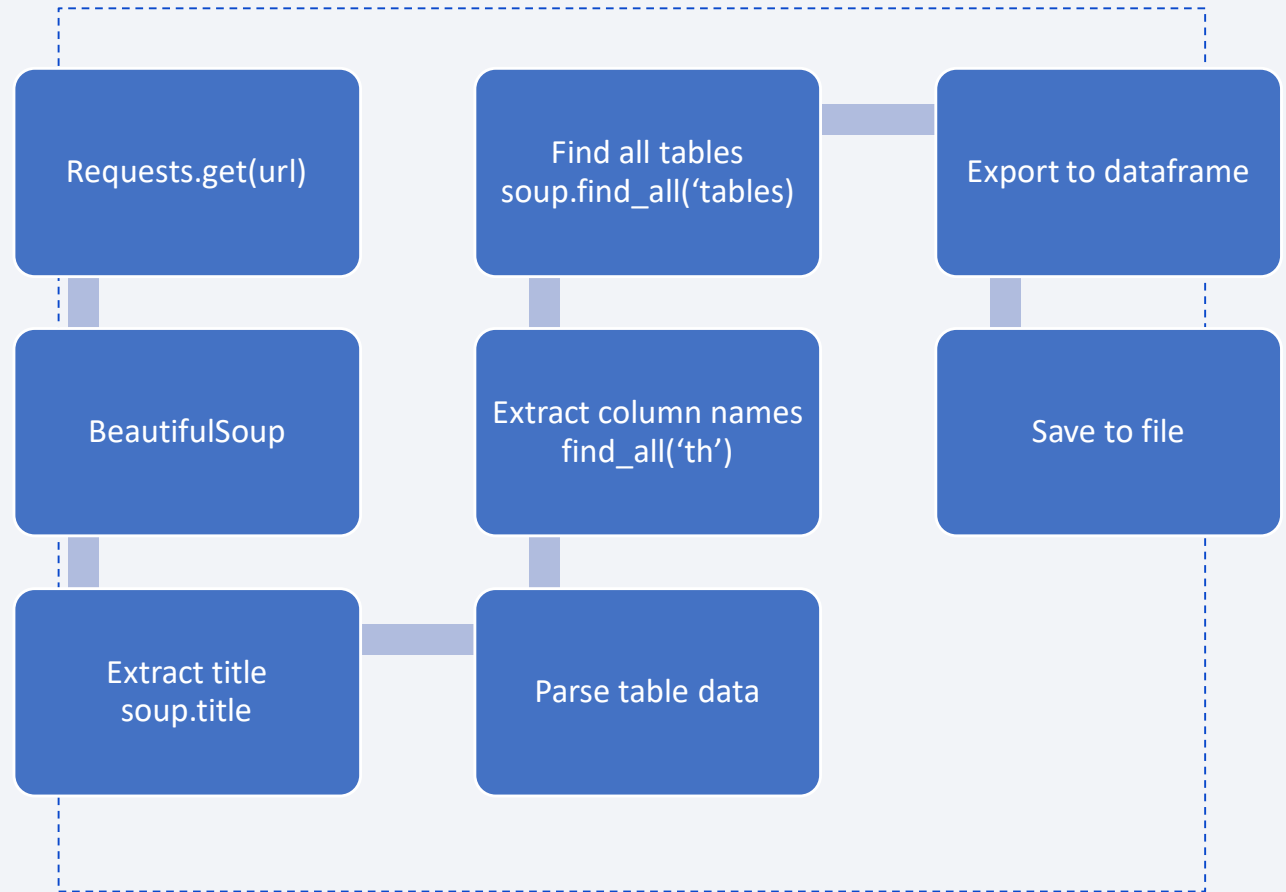 Requests.get(url)
BeautifulSoup
Extract title
soup.title
Parse table data
Extract column names
find_all(‘th’)
Find all tables
soup.find_all(‘tables)
Export to dataframe
Save to file